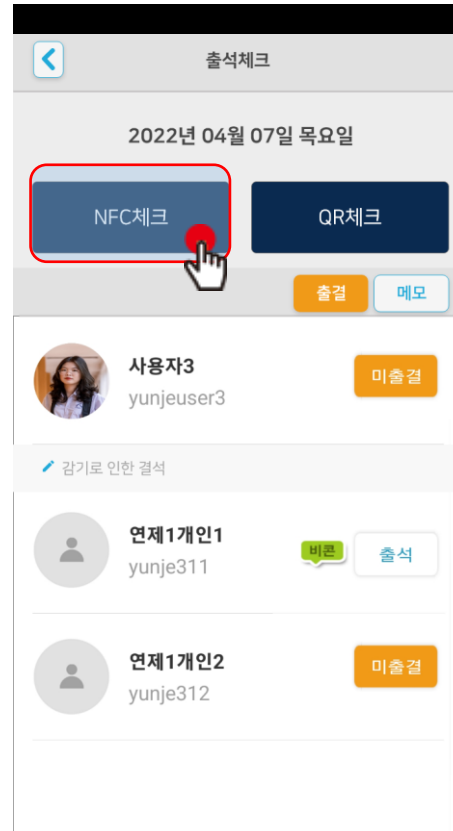 출석체크
2022년 04월 07일 목요일
NFC체크 QR체크
출결 메모
사용자3
yunjeuser3
미출결
감기로 인한 결석
연제1개인1
yunje311
비콘 출석
연제1개인2
yunje312
미출결